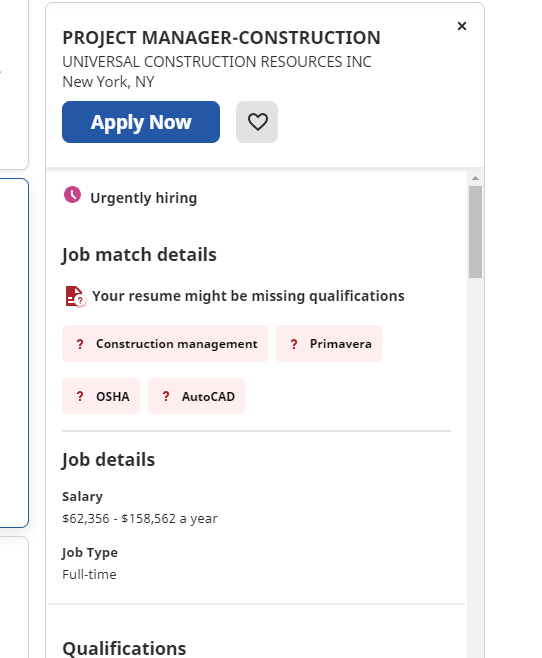 PROJECT MANAGER-CONSTRUCTION
UNIVERSAL CONSTRUCTION RESOURCES INC
New York, NY
Apply Now
Urgently hiring
Job match details
Your resume might be missing qualifications
? Construction management ? Primavera
? OSHA ? AutoCAD
Job details
Salary
$62,356 - $158,562 a year
Job Type
Full-time
Qualifications